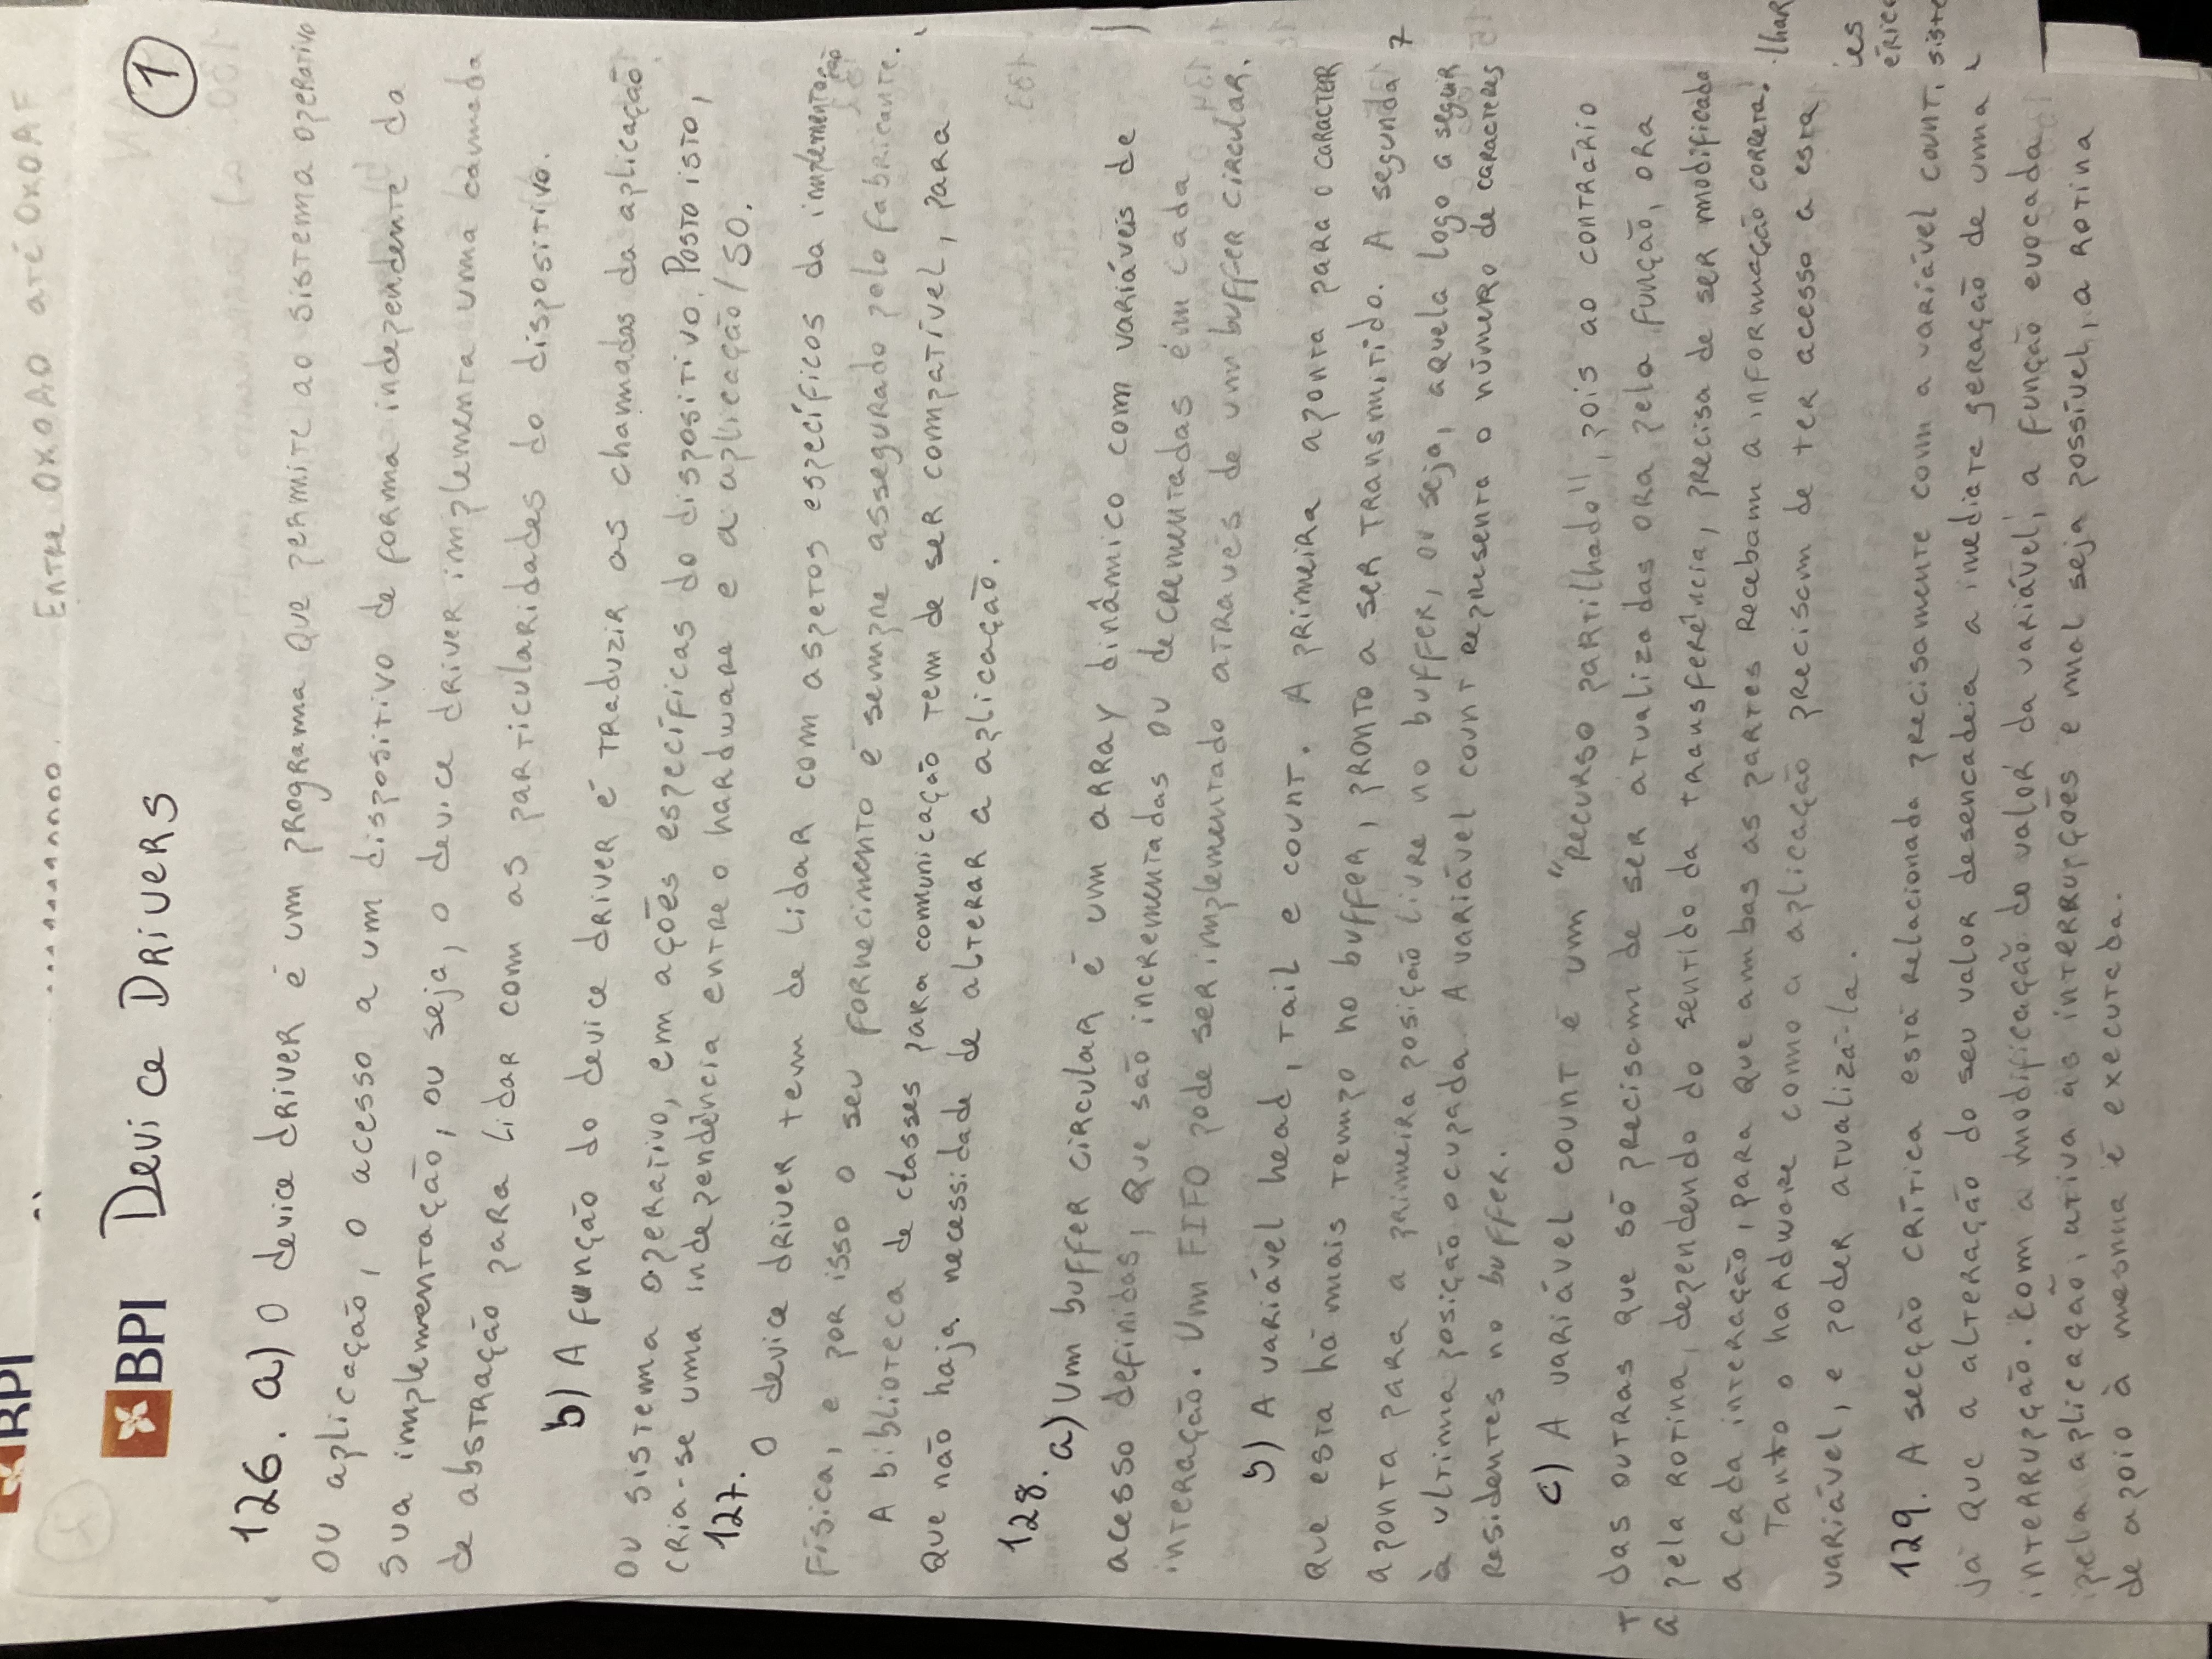 BPI
Entre 0x0A0 até 0x0AF
BPI Device Drivers
1
126. a) O device driver é um programa que permite ao sistema operativo
ou aplicação, o acesso a um dispositivo de forma independente da
sua implementação, ou seja, o device driver implementa uma camada
de abstração para lidar com as particularidades do dispositivo.
b) A função do device driver é traduzir as chamadas da aplicação
ou sistema operativo, em ações específicas do dispositivo. Posto isto,
cria-se uma independência entre o hardware e a aplicação/SO.
127.
O device driver tem de lidar com aspetos específicos da implementação
física, e por isso o seu fornecimento é sempre assegurado pelo fabricante.
A biblioteca de classes para comunicação tem de ser compatível, para
que não haja necessidade de alterar a aplicação.
128.
a) Um buffer circular é um array dinâmico com variáveis de
acesso definidas, que são incrementadas ou decrementadas em cada
interação. Um FIFO pode ser implementado através de um buffer circular.
b) A variável head, tail e count. A primeira aponta para o caracter
que esta há mais tempo no buffer, pronto a ser transmitido. A segunda
aponta para a primeira posição livre no buffer, ou seja, aquela logo a seguir
à ultima posição ocupada. A variável count representa o número de caracteres
residentes no buffer.
c) A variável count é um "recurso partilhado", pois ao contrário
das outras que só precisam de ser atualizadas ora pela função, ora
pela rotina, dependendo do sentido da transferência, precisa de ser modificada
a cada interação, para que ambas as partes recebam a informação correta.
Tanto o hardware como a aplicação precisam de ter acesso a esta
variável, e poder atualizá-la.
129. A secção crítica está relacionada precisamente com a variável count,
já que a alteração do seu valor desencadeia a imediata geração de uma
interrupção. Com a modificação do valor da variável, a função evocada
pela aplicação, ativa as interrupções e mal seja possível, a rotina
de apoio à mesma é executada.